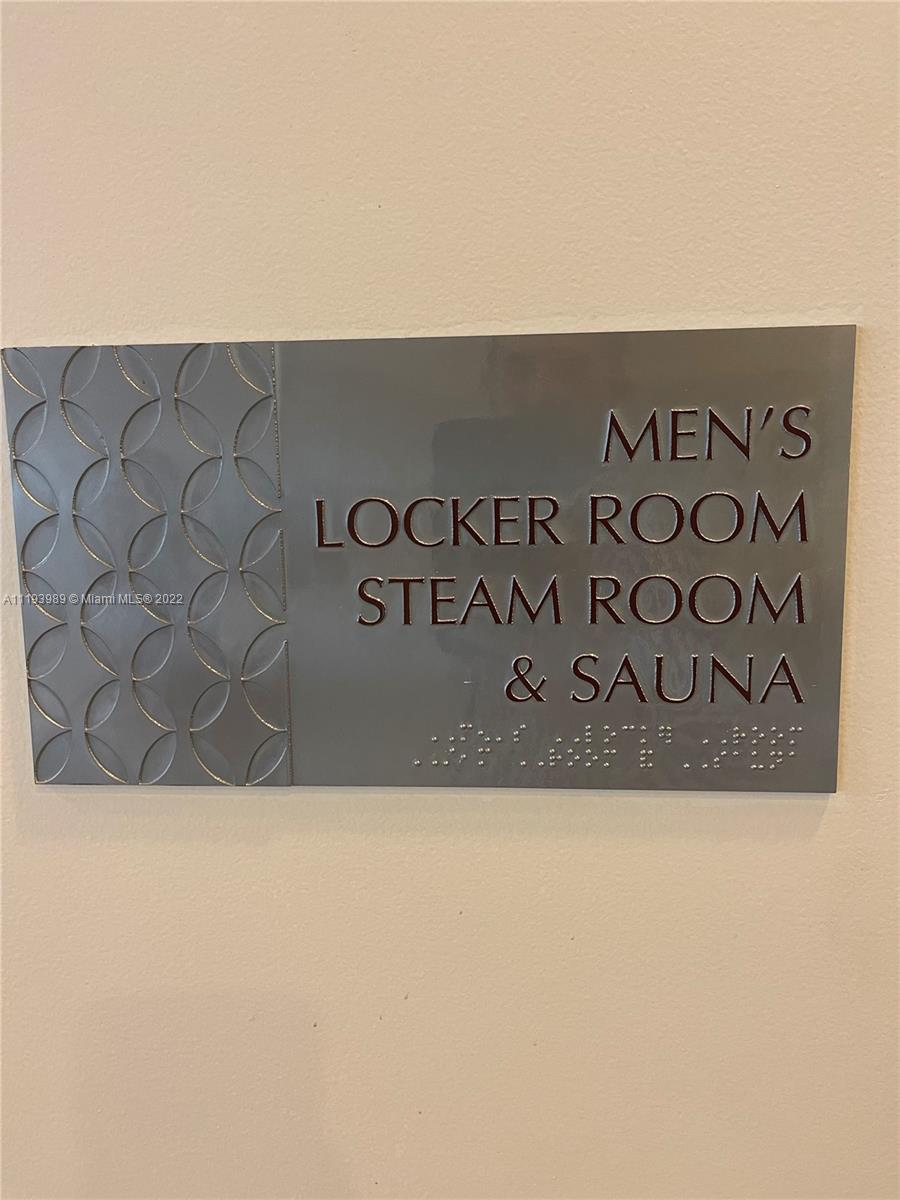 MEN'S
LOCKER ROOM
STEAM ROOM
A11193989 © Miami MLS® 2022
& SAUNA